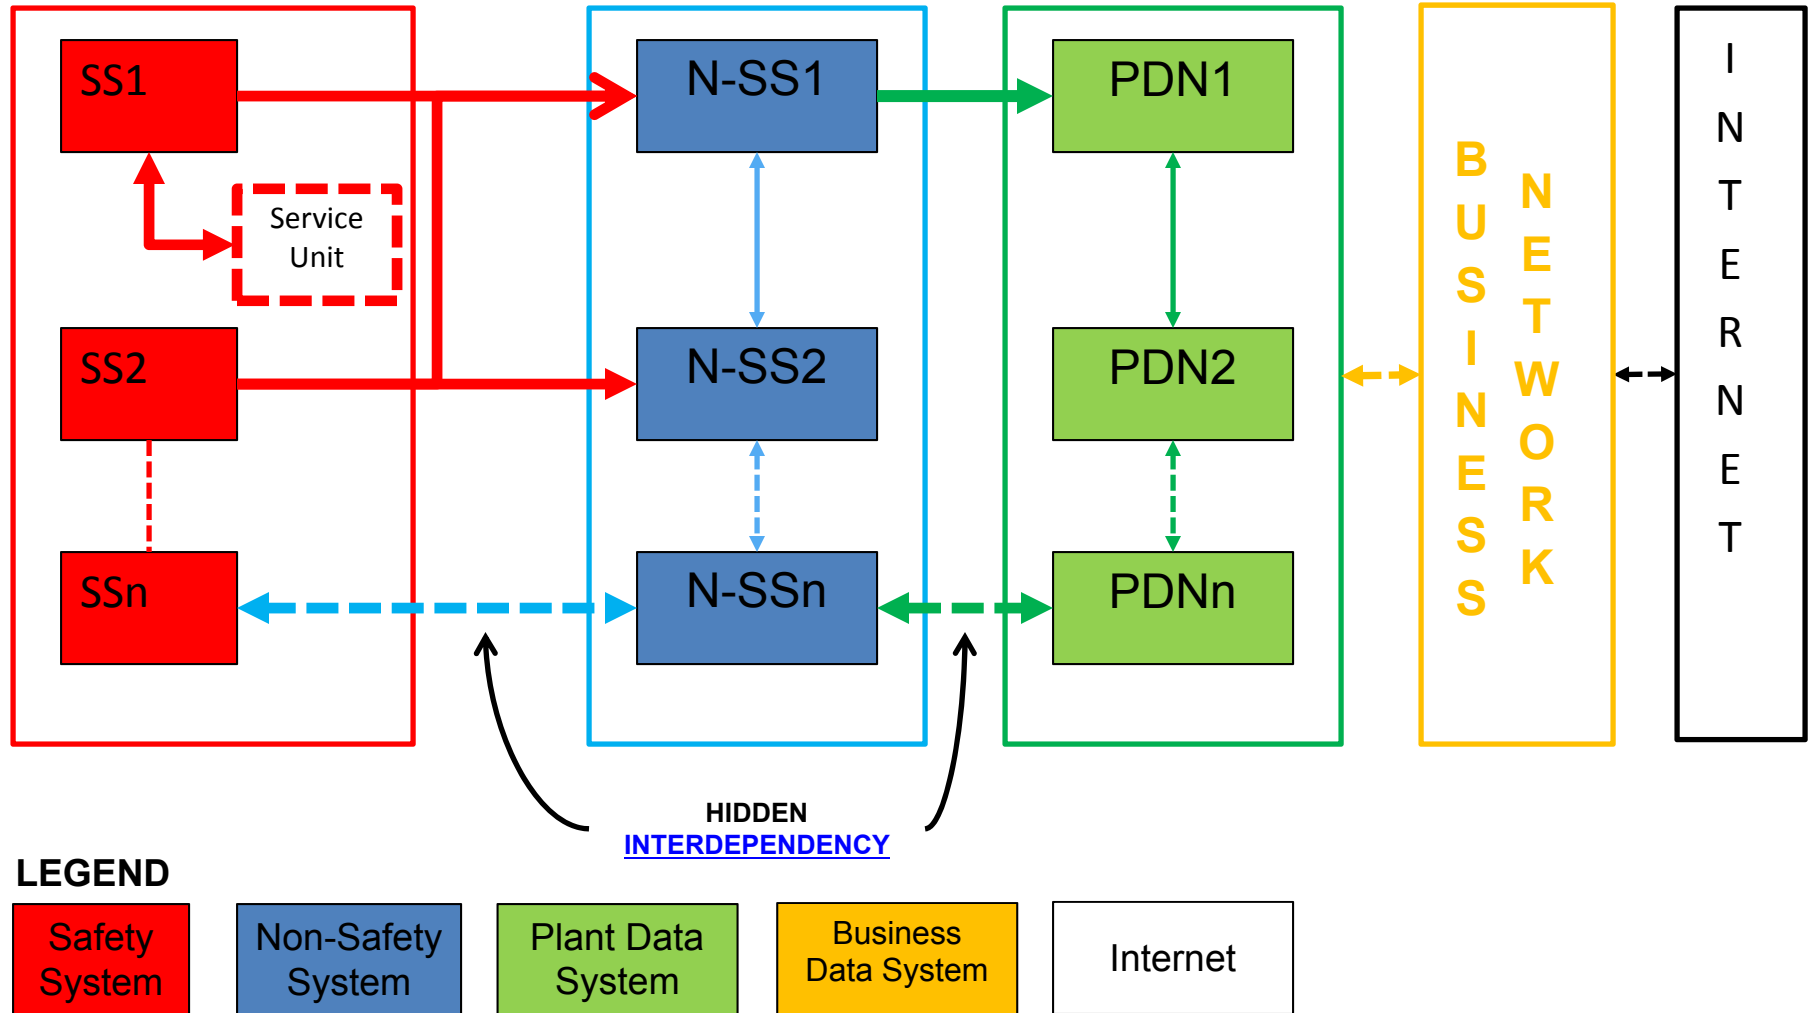 SS1
N-SS1
PDN1
Service
Unit
SS2
N-SS2
PDN2
SSn
N-SSn
PDNn
BUSINESS
NETWORK
INTERNET
HIDDEN
INTERDEPENDENCY
LEGEND
Safety
System
Non-Safety
System
Plant Data
System
Business
Data System
Internet